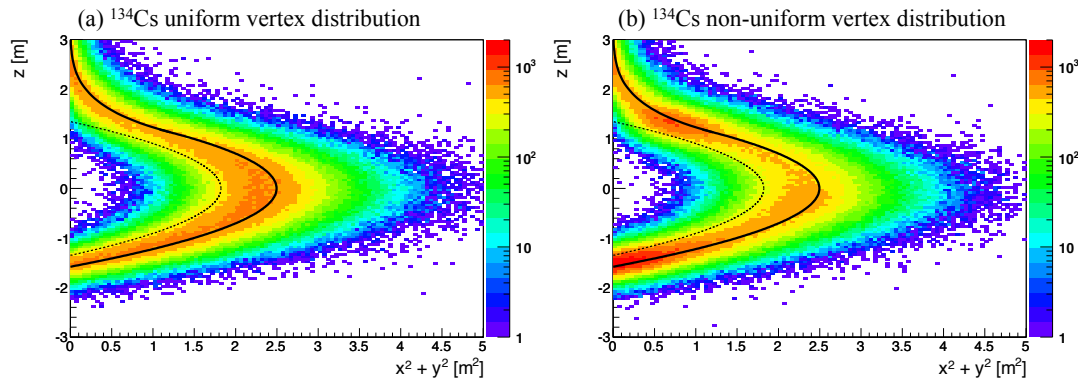 (a) ¹³⁴Cs uniform vertex distribution
z [m]
3
2
1
0
-1
-2
-3
0 0.5 1 1.5 2 2.5 3 3.5 4 4.5 5
x² + y² [m²]
10³
10²
10
1
(b) ¹³⁴Cs non-uniform vertex distribution
z [m]
3
2
1
0
-1
-2
-3
0 0.5 1 1.5 2 2.5 3 3.5 4 4.5 5
x² + y² [m²]
10³
10²
10
1